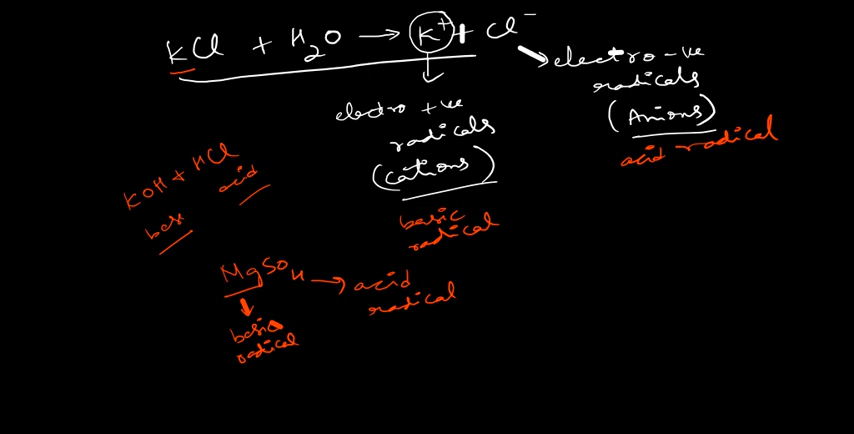 KCl + H₂O → K⁺ + Cl⁻
electro -ve
radicals
(Anions)
acid radical
electro +ve
radicals
(Cations)
basic
radical
KOH + HCl
base acid
MgSO₄ → acid
radical
basic
radical